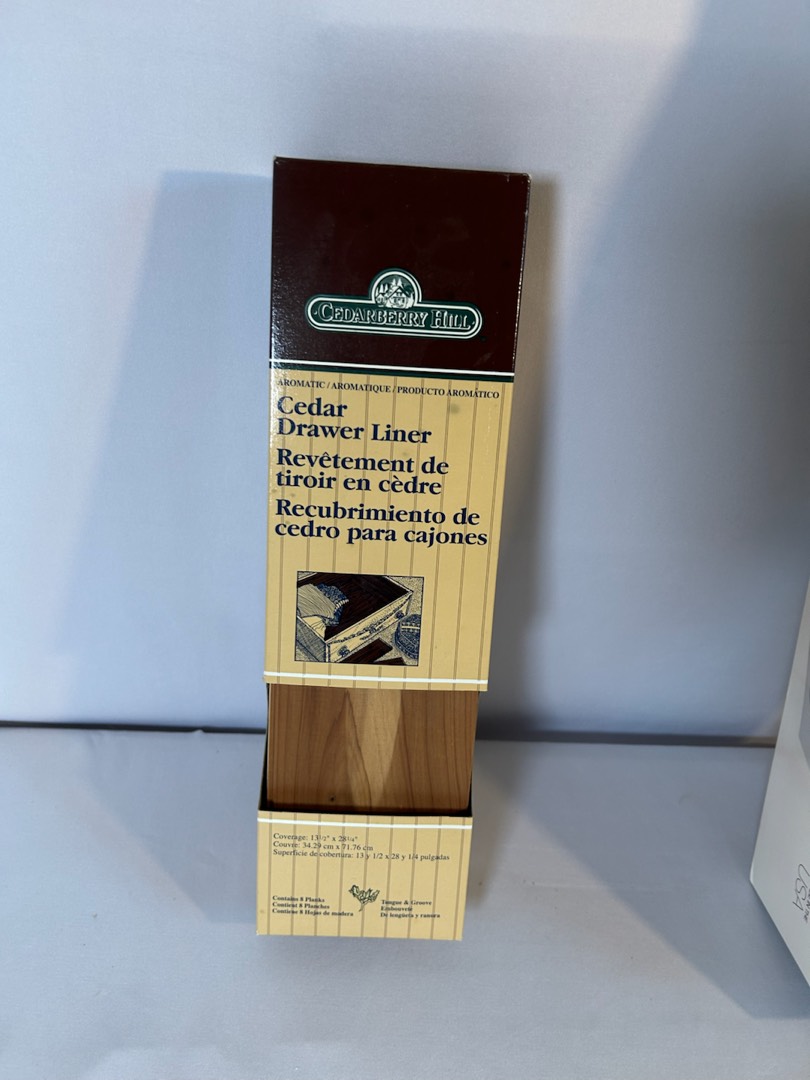 CEDARBERRY HILL
AROMATIC / AROMATIQUE / PRODUCTO AROMATICO
Cedar
Drawer Liner
Revêtement de
tiroir en cèdre
Recubrimiento de
cedro para cajones
Coverage: 13 1/2" x 28 1/4"
Couvre: 34.29 cm x 71.76 cm
Superficie de cobertura: 13 y 1/2 x 28 y 1/4 pulgadas
Contains 8 Planks
Contient 8 Planches
Contiene 8 Hojas de madera
Tongue & Groove
Embouveté
De lengüeta y ranura
USA